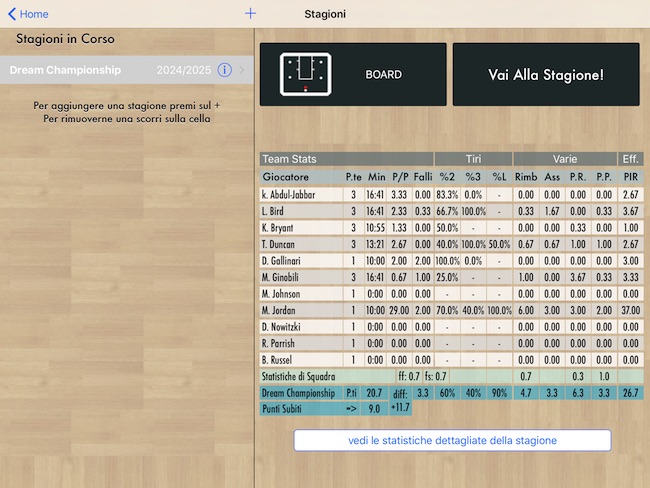 Home
+
Stagioni
Stagioni in Corso
Dream Championship 2024/2025
Per aggiungere una stagione premi sul +
Per rimuoverne una scorri sulla cella
BOARD
Vai Alla Stagione!
Team Stats Tiri Varie Eff.
Giocatore P.te Min P/P Falli %2 %3 %L Rimb Ass P.R. P.P. PIR
k. Abdul-Jabbar 3 16:41 3.33 0.00 83.3% 0.0% - 0.00 0.00 0.00 0.00 2.67
L. Bird 3 16:41 2.33 0.33 66.7% 100.0% - 0.33 1.67 0.00 0.33 3.67
K. Bryant 3 10:55 1.33 0.00 50.0% - - 0.00 0.00 0.33 0.00 1.00
T. Duncan 3 13:21 2.67 0.00 40.0% 100.0% 50.0% 0.67 0.67 1.00 1.00 2.67
D. Gallinari 1 10:00 2.00 2.00 100.0% 0.0% - 0.00 0.00 0.00 0.00 3.00
M. Ginobili 3 16:41 0.67 1.00 25.0% - - 1.00 0.00 3.67 0.33 3.33
M. Johnson 1 0:00 0.00 0.00 - - - 0.00 0.00 0.00 0.00 0.00
M. Jordan 1 10:00 29.00 2.00 70.0% 40.0% 100.0% 6.00 3.00 3.00 2.00 37.00
D. Nowitzki 1 0:00 0.00 0.00 - - - 0.00 0.00 0.00 0.00 0.00
R. Parrish 1 0:00 0.00 0.00 - - - 0.00 0.00 0.00 0.00 0.00
B. Russel 1 0:00 0.00 0.00 - - - 0.00 0.00 0.00 0.00 0.00
Statistiche di Squadra ff: 0.7 fs: 0.7 0.7 0.3 1.0
Dream Championship P.ti 20.7 diff: 3.3 60% 40% 90% 4.7 3.3 6.3 3.3 26.7
Punti Subiti => 9.0 +11.7
vedi le statistiche dettagliate della stagione